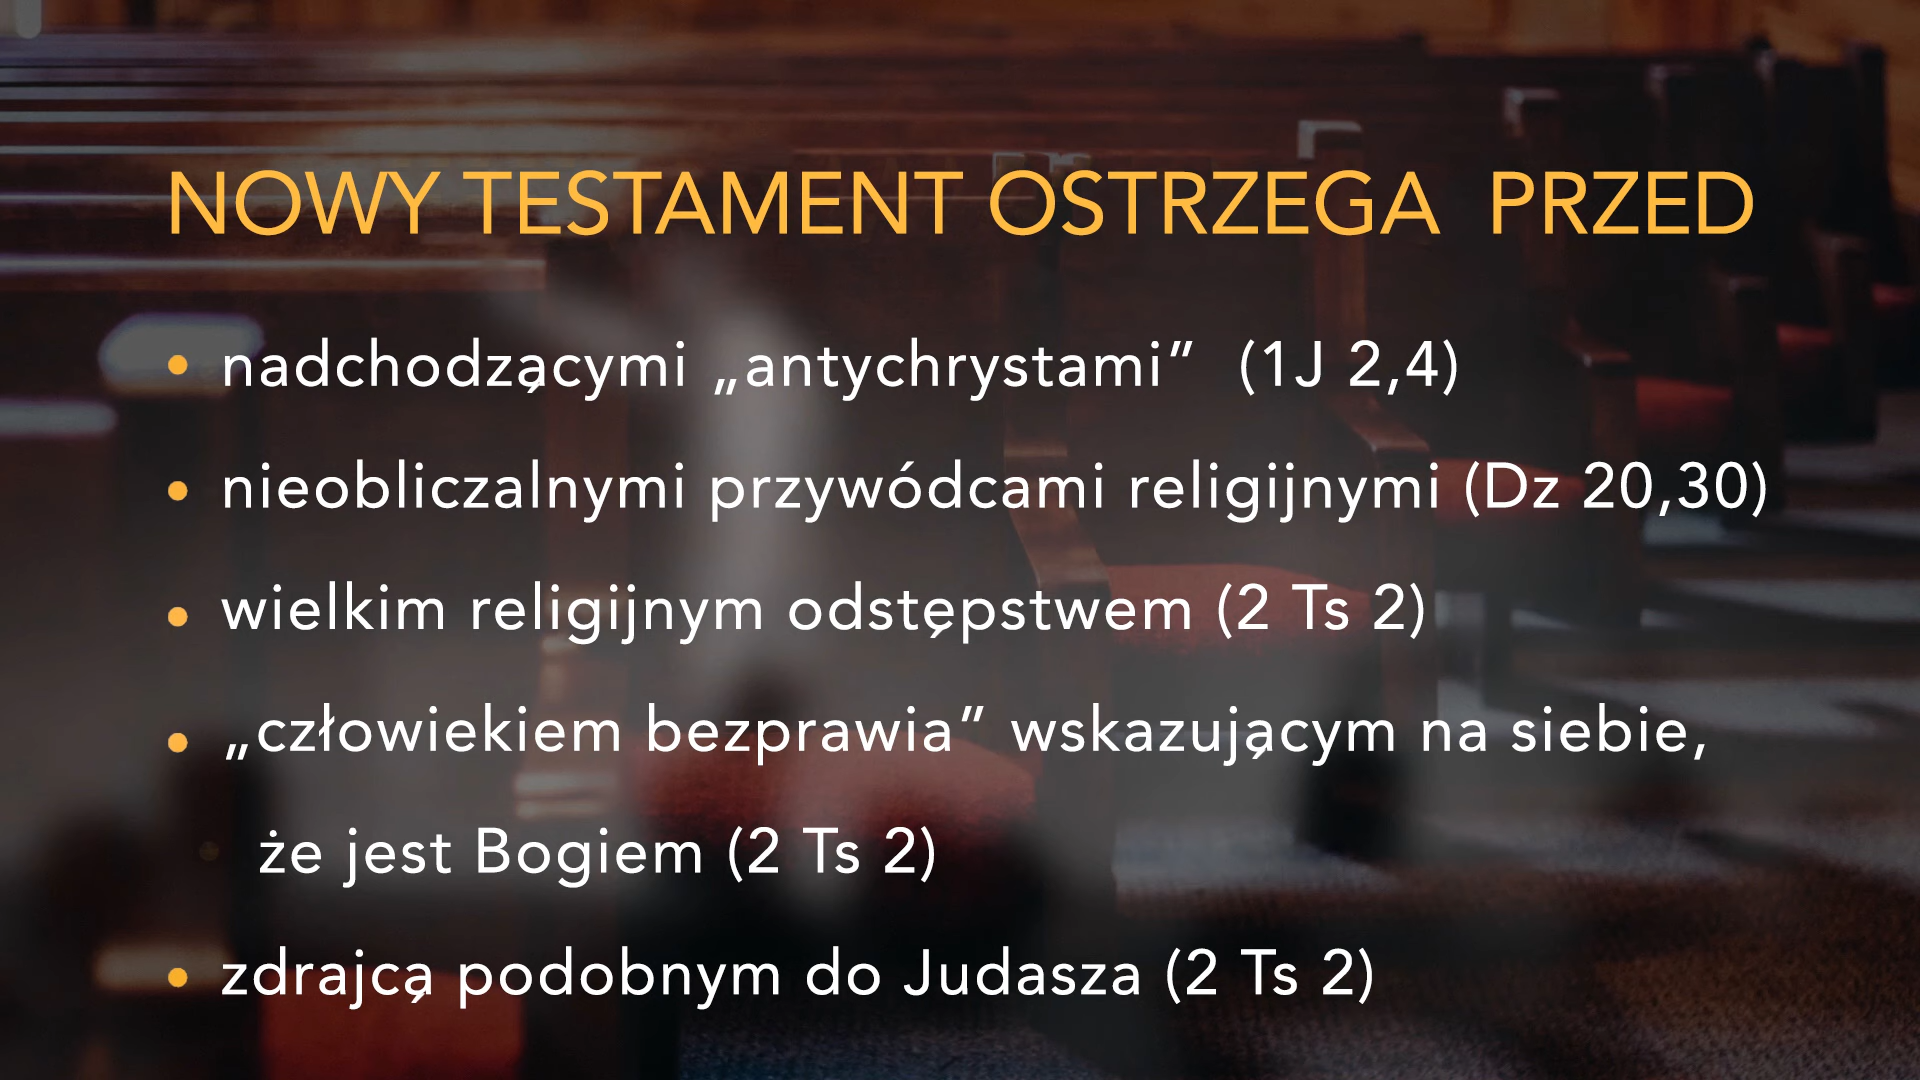 NOWY TESTAMENT OSTRZEGA PRZED
• nadchodzącymi „antychrystami” (1J 2,4)
• nieobliczalnymi przywódcami religijnymi (Dz 20,30)
• wielkim religijnym odstępstwem (2 Ts 2)
• „człowiekiem bezprawia” wskazującym na siebie,
że jest Bogiem (2 Ts 2)
• zdrajcą podobnym do Judasza (2 Ts 2)